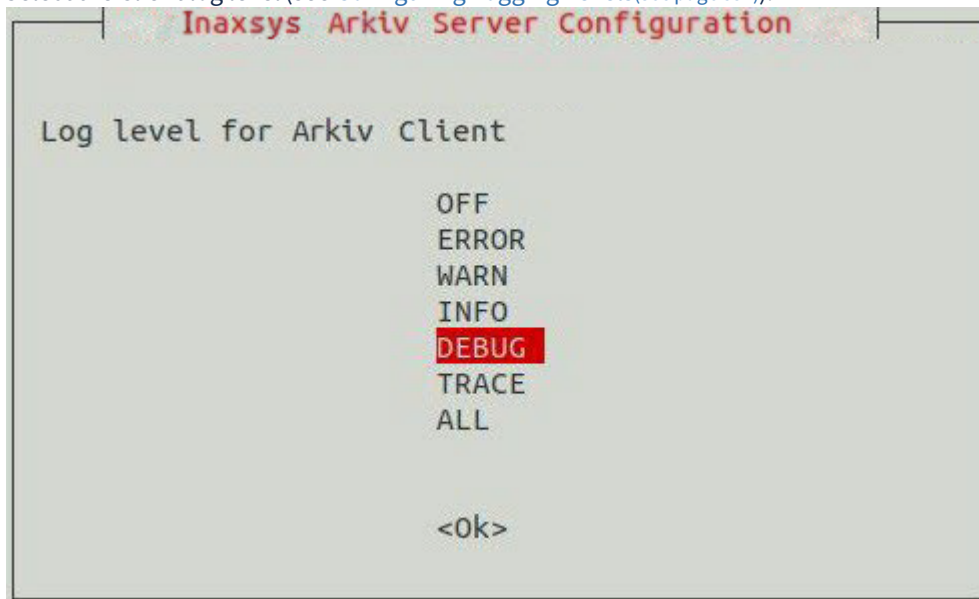 Inaxsys Arkiv Server Configuration
Log level for Arkiv Client
OFF
ERROR
WARN
INFO
DEBUG
TRACE
ALL
<Ok>